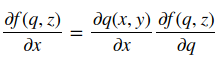 ∂f(q, z)/∂x = ∂q(x, y)/∂x ∂f(q, z)/∂q